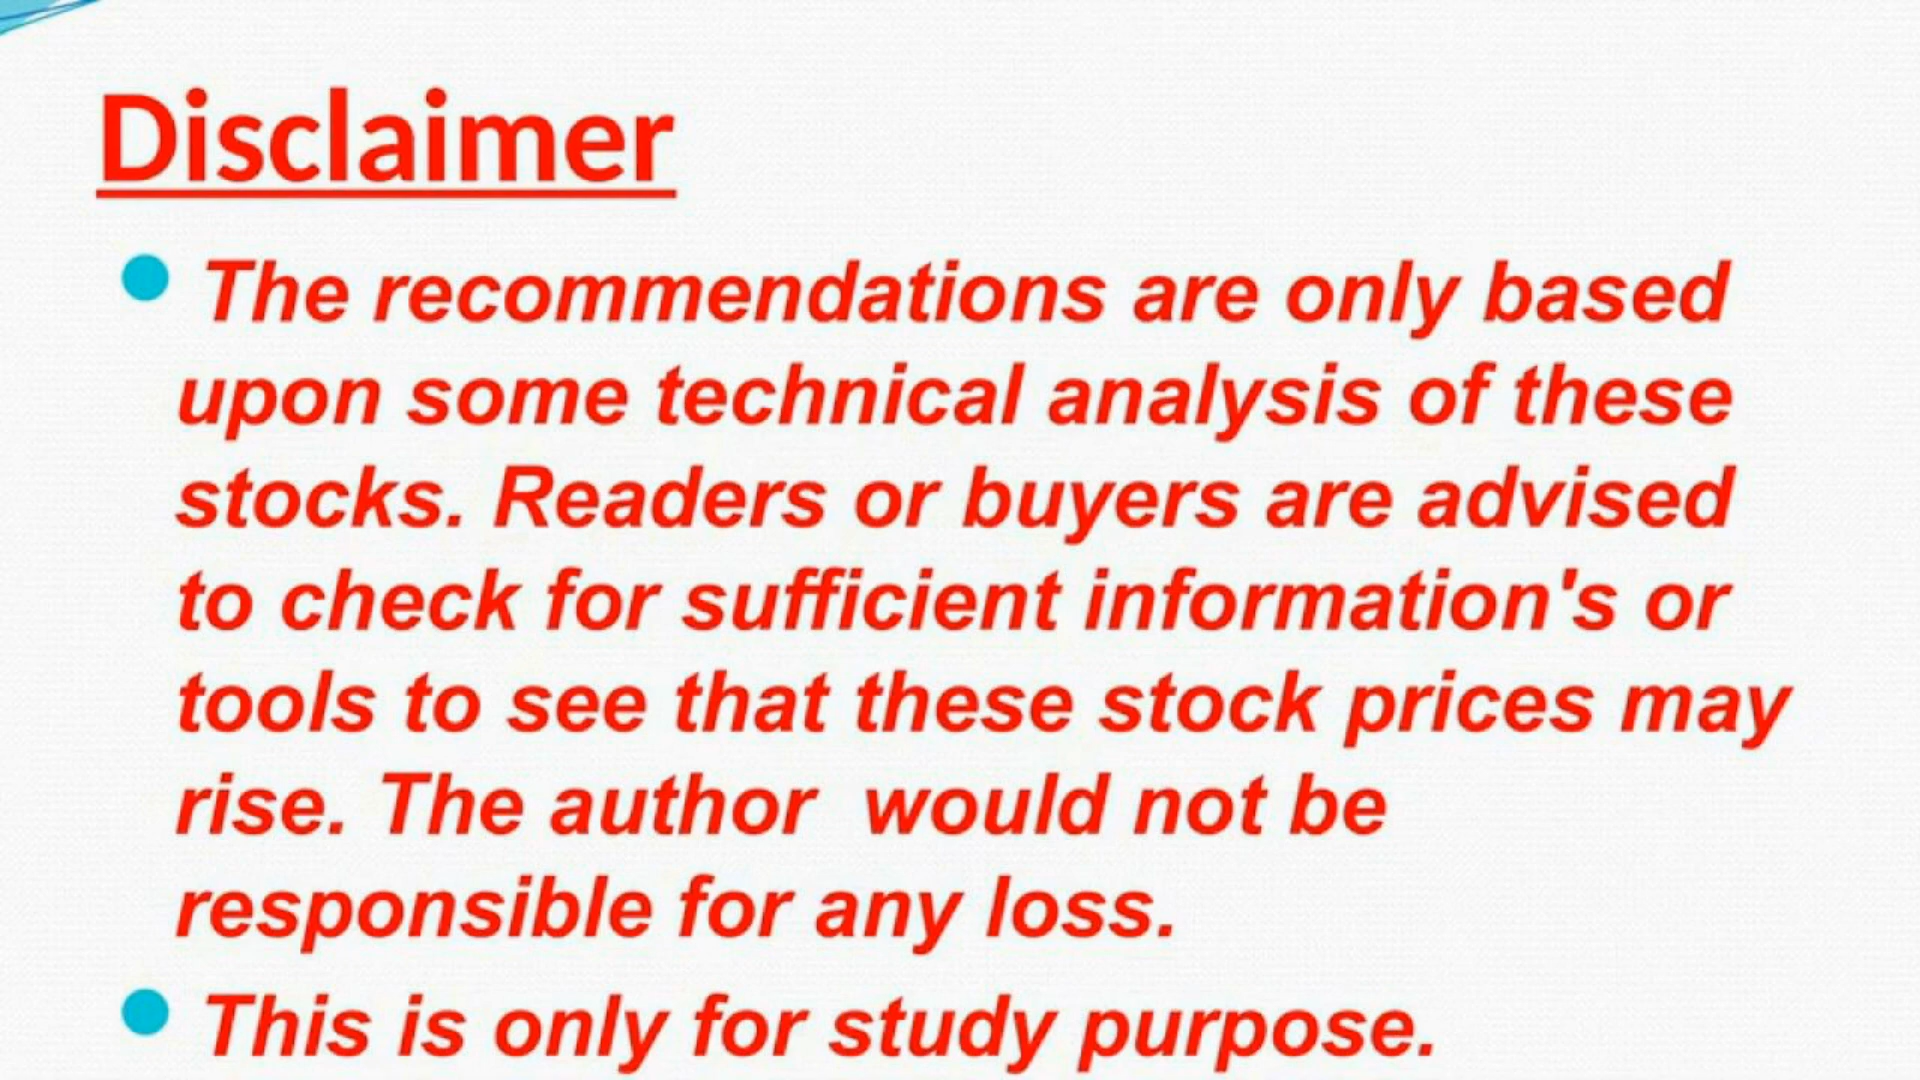 Disclaimer
The recommendations are only based
upon some technical analysis of these
stocks. Readers or buyers are advised
to check for sufficient information's or
tools to see that these stock prices may
rise. The author  would not be
responsible for any loss.
This is only for study purpose.